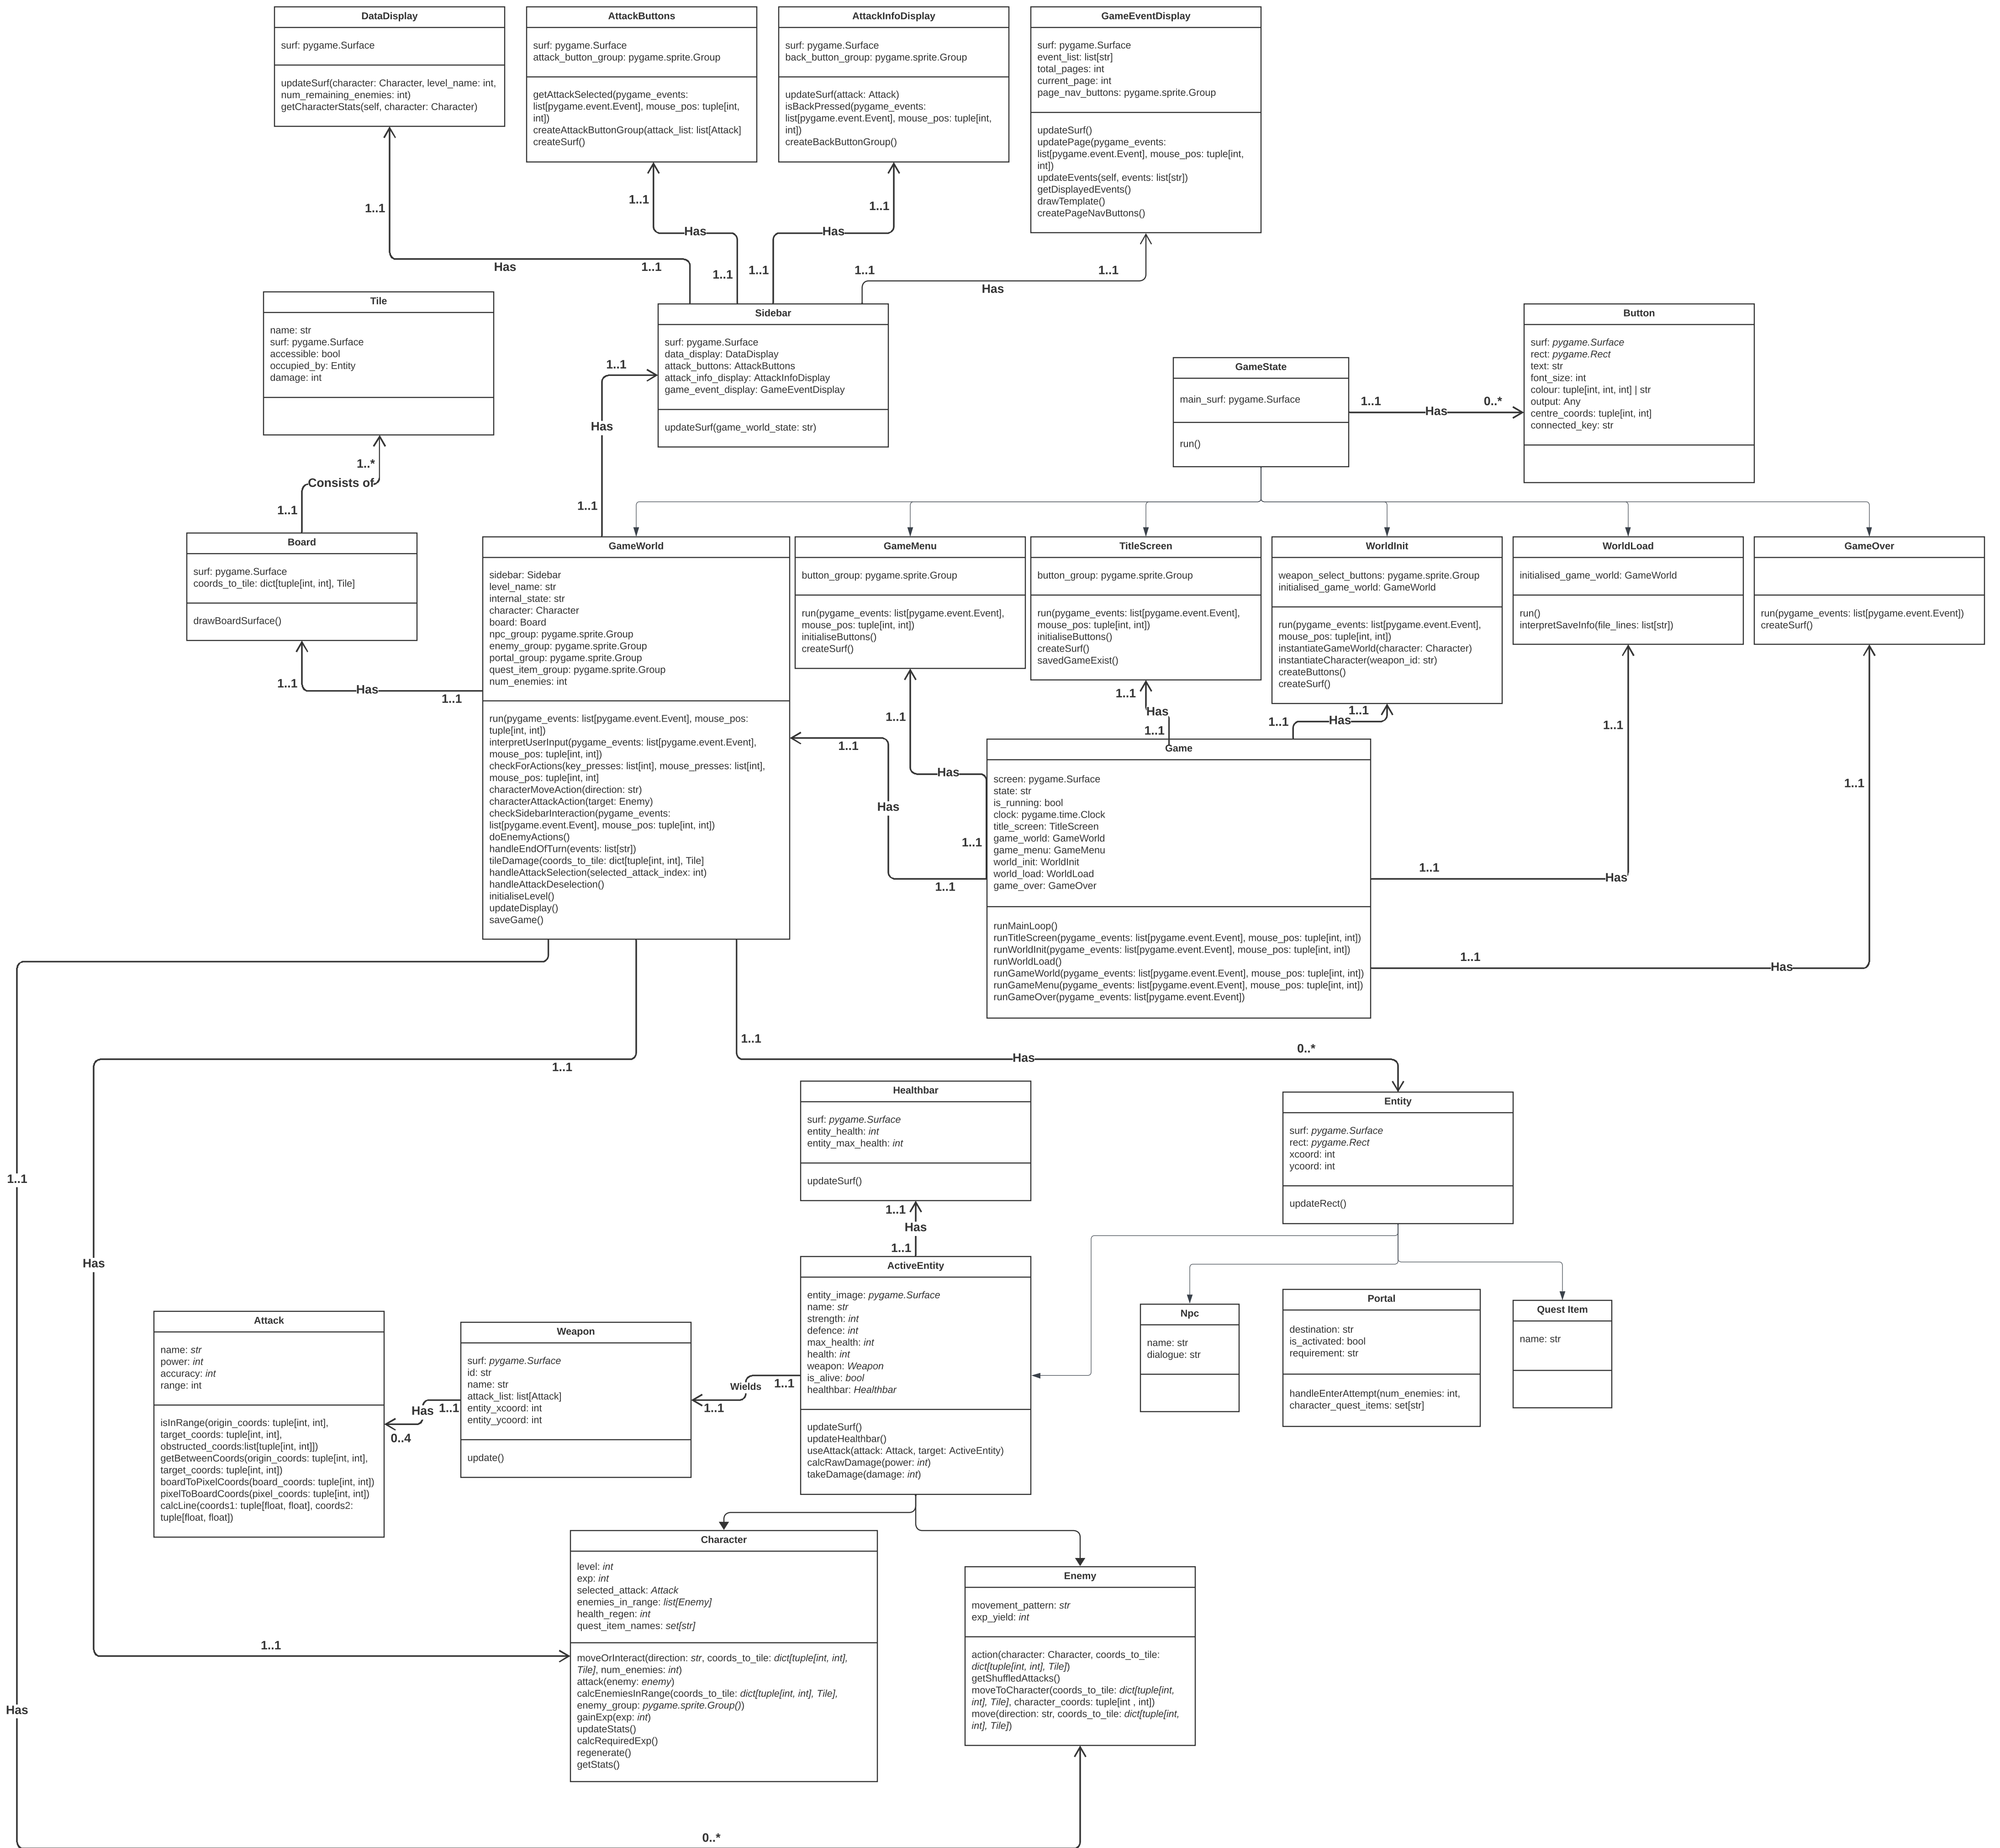 DataDisplay
surf: pygame.Surface
updateSurf(character: Character, level_name: int,
num_remaining_enemies: int)
getCharacterStats(self, character: Character)
AttackButtons
surf: pygame.Surface
attack_button_group: pygame.sprite.Group
getAttackSelected(pygame_events:
list[pygame.event.Event], mouse_pos: tuple[int,
int])
createAttackButtonGroup(attack_list: list[Attack]
createSurf()
AttackInfoDisplay
surf: pygame.Surface
back_button_group: pygame.sprite.Group
updateSurf(attack: Attack)
isBackPressed(pygame_events:
list[pygame.event.Event], mouse_pos: tuple[int,
int])
createBackButtonGroup()
GameEventDisplay
surf: pygame.Surface
event_list: list[str]
total_pages: int
current_page: int
page_nav_buttons: pygame.sprite.Group
updateSurf()
updatePage(pygame_events:
list[pygame.event.Event], mouse_pos: tuple[int,
int])
updateEvents(self, events: list[str])
getDisplayedEvents()
drawTemplate()
createPageNavButtons()
1..1
1..1
1..1
Has
Has
Has
1..1
1..1
1..1
1..1
1..1
Has
Tile
name: str
surf: pygame.Surface
accessible: bool
occupied_by: Entity
damage: int
Sidebar
surf: pygame.Surface
data_display: DataDisplay
attack_buttons: AttackButtons
attack_info_display: AttackInfoDisplay
game_event_display: GameEventDisplay
updateSurf(game_world_state: str)
GameState
main_surf: pygame.Surface
run()
1..1
Has
0..*
Button
surf: pygame.Surface
rect: pygame.Rect
text: str
font_size: int
colour: tuple[int, int, int] | str
output: Any
centre_coords: tuple[int, int]
connected_key: str
1..1
Has
1..1
1..*
Consists of
1..1
Board
surf: pygame.Surface
coords_to_tile: dict[tuple[int, int], Tile]
drawBoardSurface()
1..1
Has
1..1
GameWorld
sidebar: Sidebar
level_name: str
internal_state: str
character: Character
board: Board
npc_group: pygame.sprite.Group
enemy_group: pygame.sprite.Group
portal_group: pygame.sprite.Group
quest_item_group: pygame.sprite.Group
num_enemies: int
run(pygame_events: list[pygame.event.Event], mouse_pos:
tuple[int, int])
interpretUserInput(pygame_events: list[pygame.event.Event],
mouse_pos: tuple[int, int])
checkForActions(key_presses: list[int], mouse_presses: list[int],
mouse_pos: tuple[int, int]
characterMoveAction(direction: str)
characterAttackAction(target: Enemy)
checkSidebarInteraction(pygame_events:
list[pygame.event.Event], mouse_pos: tuple[int, int])
doEnemyActions()
handleEndOfTurn(events: list[str])
tileDamage(coords_to_tile: dict[tuple[int, int], Tile]
handleAttackSelection(selected_attack_index: int)
handleAttackDeselection()
initialiseLevel()
updateDisplay()
saveGame()
GameMenu
button_group: pygame.sprite.Group
run(pygame_events: list[pygame.event.Event],
mouse_pos: tuple[int, int])
initialiseButtons()
createSurf()
TitleScreen
button_group: pygame.sprite.Group
run(pygame_events: list[pygame.event.Event],
mouse_pos: tuple[int, int])
initialiseButtons()
createSurf()
savedGameExist()
WorldInit
weapon_select_buttons: pygame.sprite.Group
initialised_game_world: GameWorld
run(pygame_events: list[pygame.event.Event],
mouse_pos: tuple[int, int])
instantiateGameWorld(character: Character)
instantiateCharacter(weapon_id: str)
createButtons()
createSurf()
WorldLoad
initialised_game_world: GameWorld
run()
interpretSaveInfo(file_lines: list[str])
GameOver
run(pygame_events: list[pygame.event.Event])
createSurf()
1..1
1..1
Has
1..1
1..1
Has
1..1
1..1
1..1
Has
1..1
Has
1..1
1..1
Game
screen: pygame.Surface
state: str
is_running: bool
clock: pygame.time.Clock
title_screen: TitleScreen
game_world: GameWorld
game_menu: GameMenu
world_init: WorldInit
world_load: WorldLoad
game_over: GameOver
runMainLoop()
runTitleScreen(pygame_events: list[pygame.event.Event], mouse_pos: tuple[int, int])
runWorldInit(pygame_events: list[pygame.event.Event], mouse_pos: tuple[int, int])
runWorldLoad()
runGameWorld(pygame_events: list[pygame.event.Event], mouse_pos: tuple[int, int])
runGameMenu(pygame_events: list[pygame.event.Event], mouse_pos: tuple[int, int])
runGameOver(pygame_events: list[pygame.event.Event])
1..1
Has
1..1
1..1
Has
1..1
1..1
Has
0..*
Healthbar
surf: pygame.Surface
entity_health: int
entity_max_health: int
updateSurf()
Entity
surf: pygame.Surface
rect: pygame.Rect
xcoord: int
ycoord: int
updateRect()
1..1
1..1
Has
1..1
Has
Attack
name: str
power: int
accuracy: int
range: int
isInRange(origin_coords: tuple[int, int],
target_coords: tuple[int, int],
obstructed_coords:list[tuple[int, int]])
getBetweenCoords(origin_coords: tuple[int, int],
target_coords: tuple[int, int])
boardToPixelCoords(board_coords: tuple[int, int])
pixelToBoardCoords(pixel_coords: tuple[int, int])
calcLine(coords1: tuple[float, float], coords2:
tuple[float, float])
Has
1..1
0..4
Weapon
surf: pygame.Surface
id: str
name: str
attack_list: list[Attack]
entity_xcoord: int
entity_ycoord: int
update()
Wields
1..1
1..1
ActiveEntity
entity_image: pygame.Surface
name: str
strength: int
defence: int
max_health: int
health: int
weapon: Weapon
is_alive: bool
healthbar: Healthbar
updateSurf()
updateHealthbar()
useAttack(attack: Attack, target: ActiveEntity)
calcRawDamage(power: int)
takeDamage(damage: int)
Npc
name: str
dialogue: str
Portal
destination: str
is_activated: bool
requirement: str
handleEnterAttempt(num_enemies: int,
character_quest_items: set[str]
Quest Item
name: str
Character
level: int
exp: int
selected_attack: Attack
enemies_in_range: list[Enemy]
health_regen: int
quest_item_names: set[str]
moveOrInteract(direction: str, coords_to_tile: dict[tuple[int, int],
Tile], num_enemies: int)
attack(enemy: enemy)
calcEnemiesInRange(coords_to_tile: dict[tuple[int, int], Tile],
enemy_group: pygame.sprite.Group())
gainExp(exp: int)
updateStats()
calcRequiredExp()
regenerate()
getStats()
Enemy
movement_pattern: str
exp_yield: int
action(character: Character, coords_to_tile:
dict[tuple[int, int], Tile])
getShuffledAttacks()
moveToCharacter(coords_to_tile: dict[tuple[int,
int], Tile], character_coords: tuple[int , int])
move(direction: str, coords_to_tile: dict[tuple[int,
int], Tile])
1..1
Has
0..*